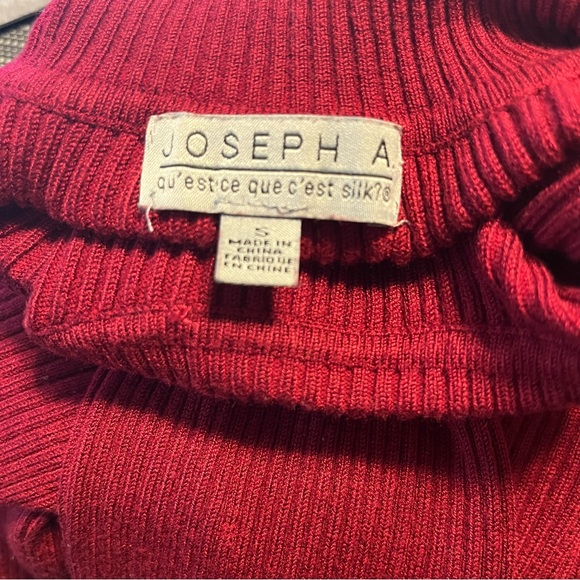 JOSEPH A.
qu'est·ce que c'est silk?®
S
MADE IN
CHINA
FABRIQUE
EN CHINE